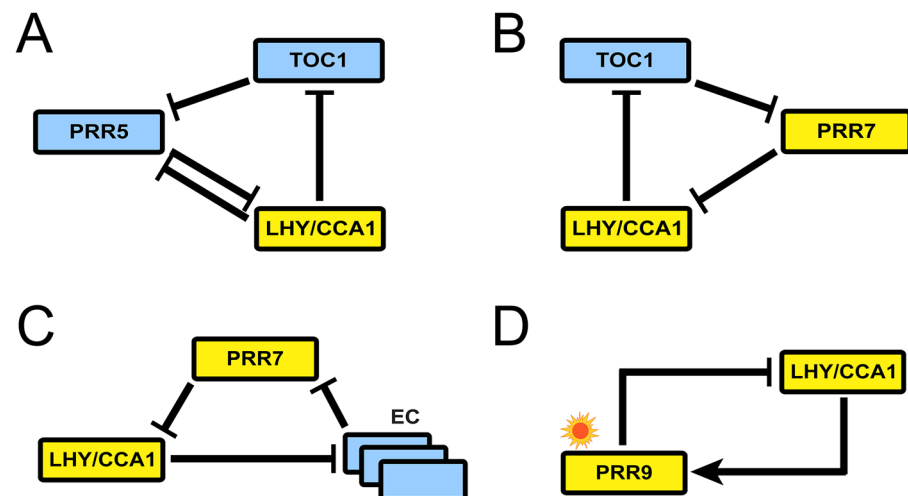 A
TOC1
PRR5
LHY/CCA1
B
TOC1
PRR7
LHY/CCA1
C
PRR7
EC
LHY/CCA1
D
LHY/CCA1
PRR9